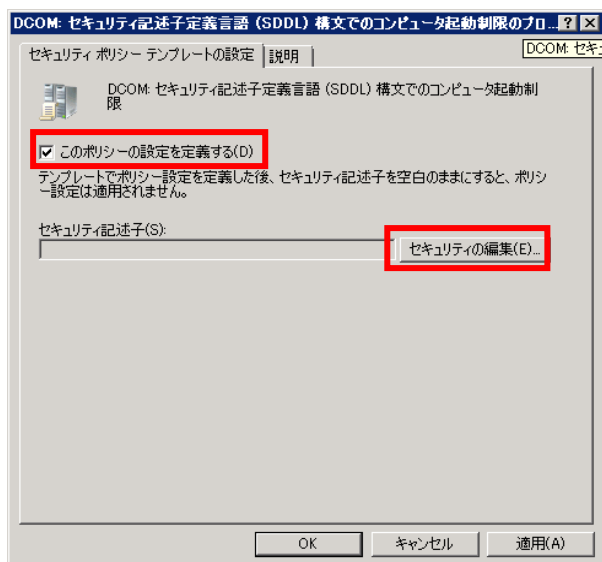 DCOM: セキュリティ記述子定義言語 (SDDL) 構文でのコンピュータ起動制限のプロ...
セキュリティ ポリシー テンプレートの設定
説明
DCOM: セキ
DCOM: セキュリティ記述子定義言語 (SDDL) 構文でのコンピュータ起動制
限
このポリシーの設定を定義する(D)
テンプレートでポリシー設定を定義した後、セキュリティ記述子を空白のままにすると、ポリシ
ー設定は適用されません。
セキュリティ記述子(S):
セキュリティの編集(E)...
OK
キャンセル
適用(A)